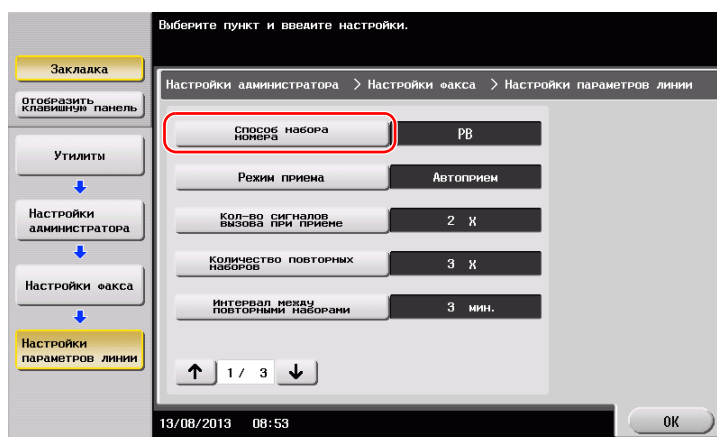 Выберите пункт и введите настройки.
Закладка
Отобразить
клавишную панель
Утилиты
Настройки
администратора
Настройки факса
Настройки
параметров линии
Настройки администратора > Настройки факса > Настройки параметров линии
Способ набора
номера
PB
Режим приема
Автоприем
Кол-во сигналов
вызова при приеме
2 X
Количество повторных
наборов
3 X
Интервал между
повторными наборами
3 мин.
↑ 1/ 3 ↓
13/08/2013 08:53
OK